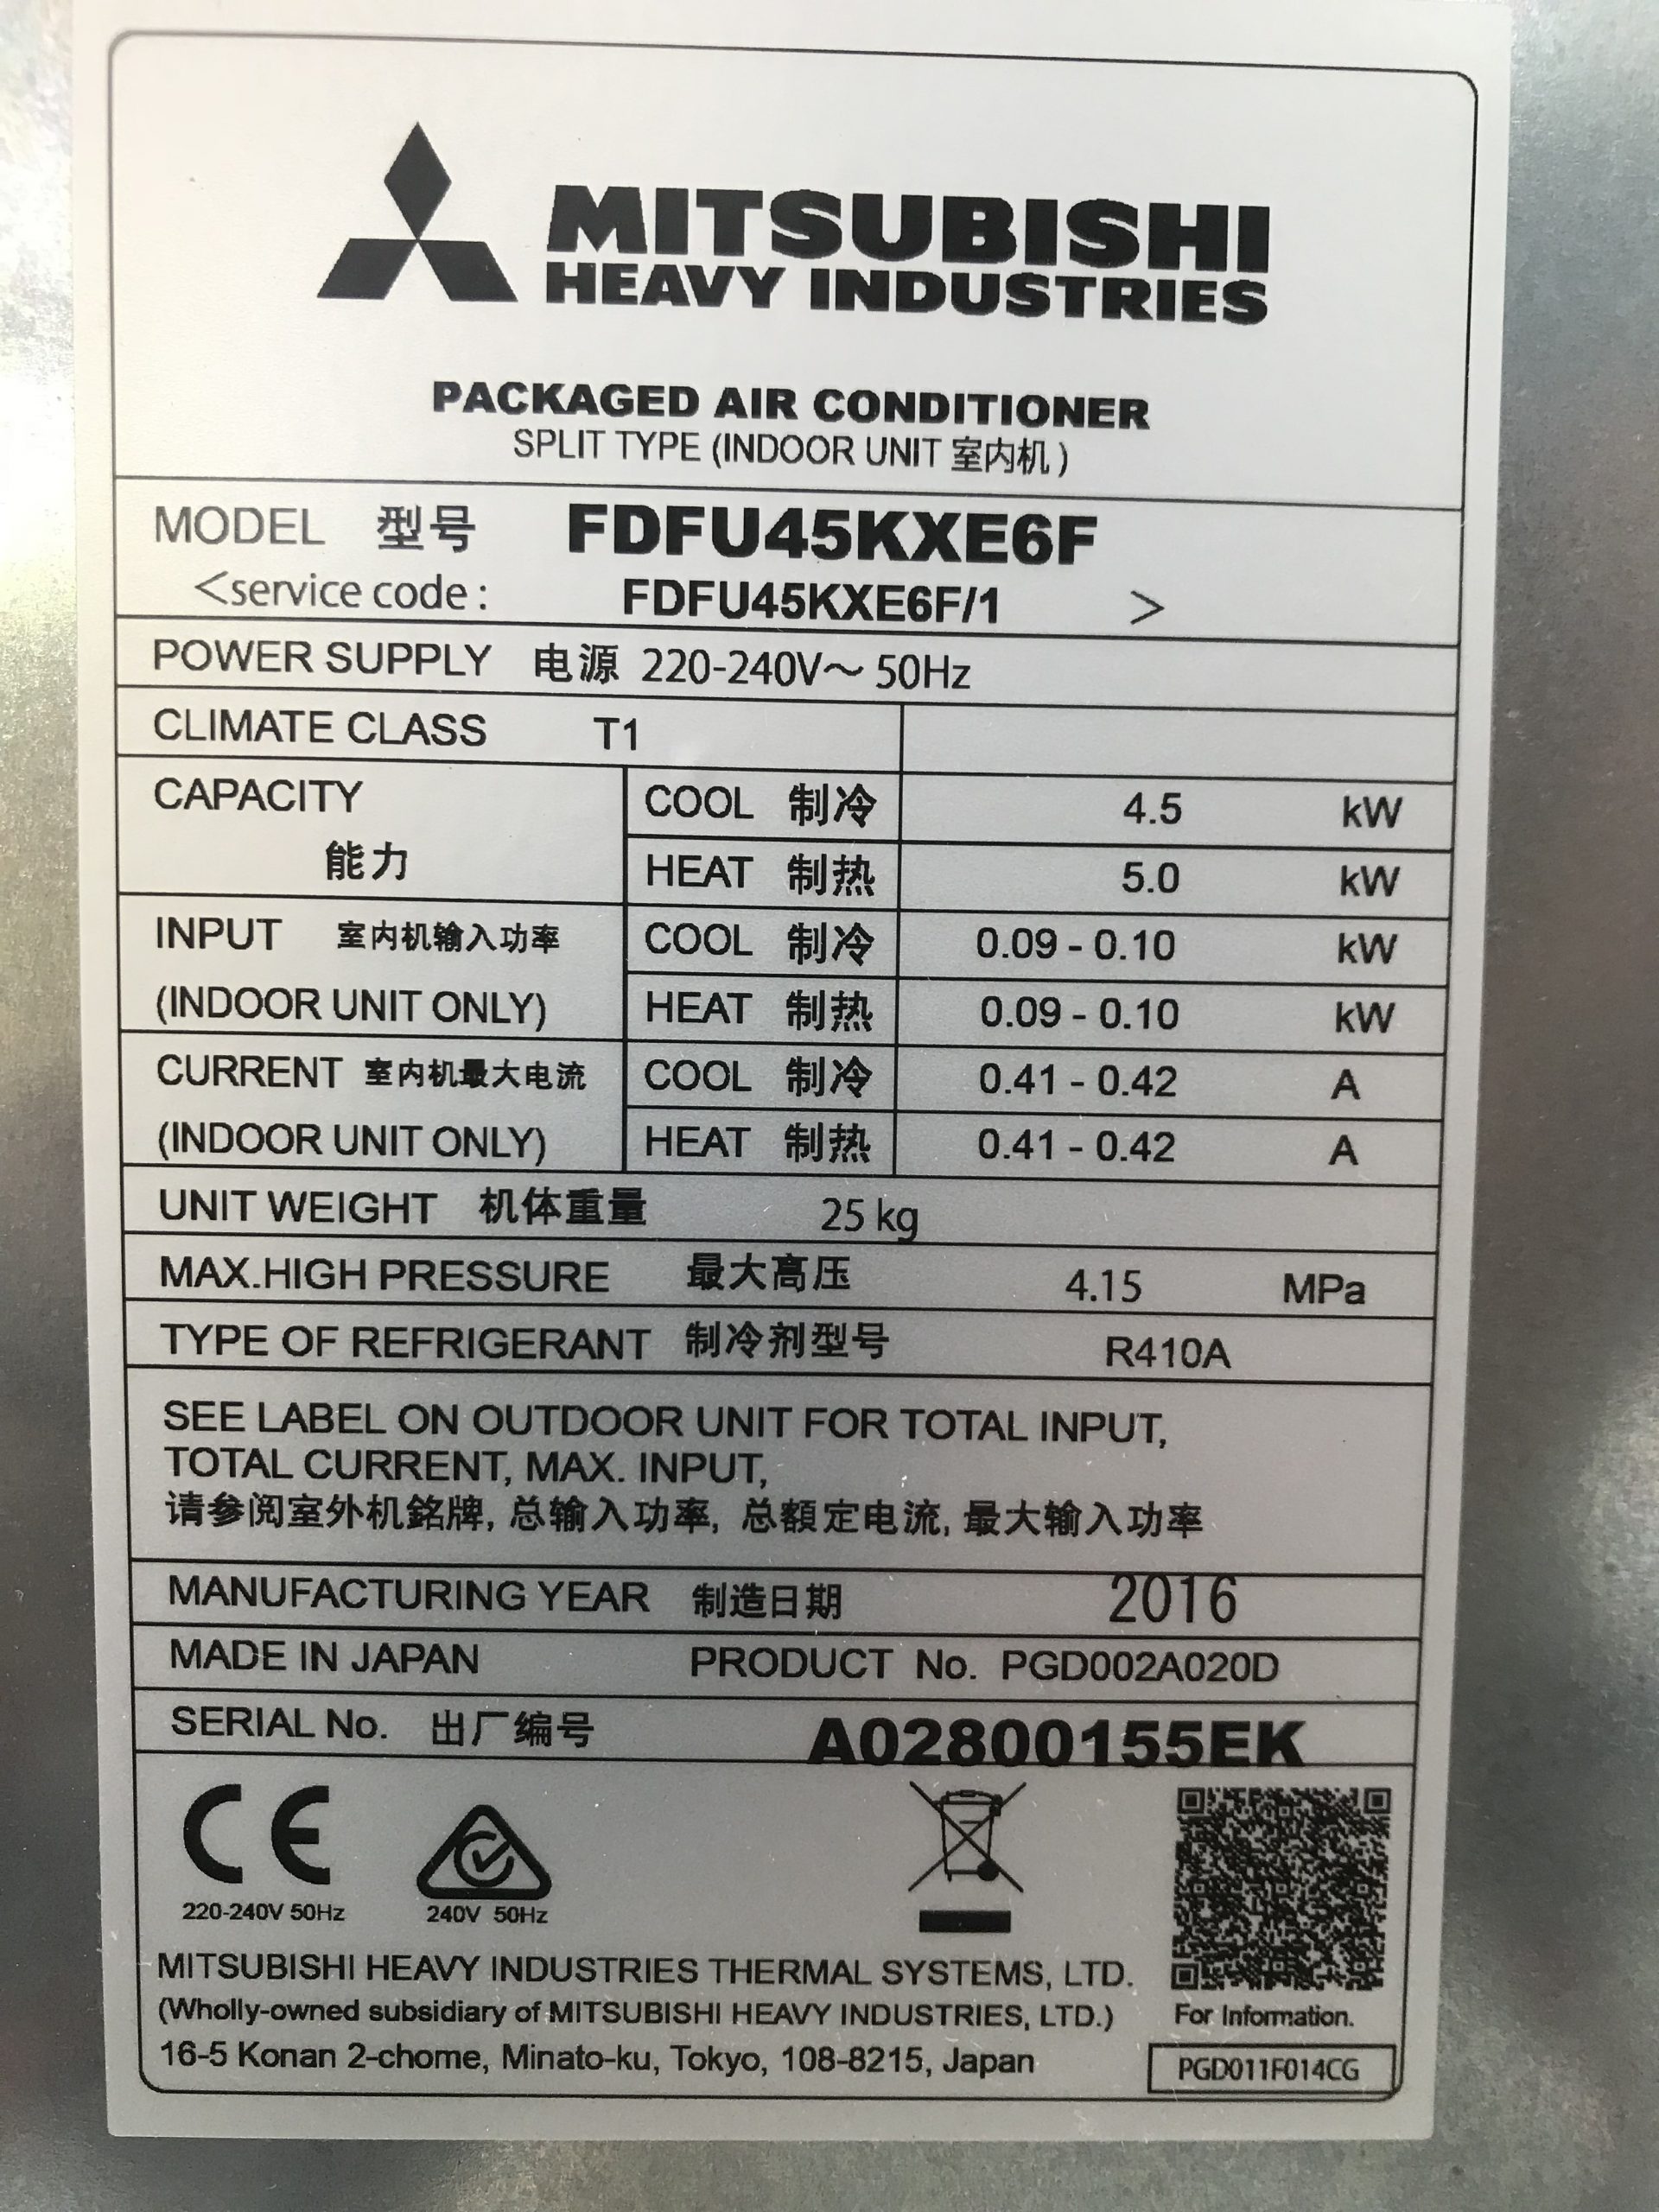 MITSUBISHI
HEAVY INDUSTRIES
PACKAGED AIR CONDITIONER
SPLIT TYPE (INDOOR UNIT 室内机)
MODEL 型号 FDFU45KXE6F
<service code: FDFU45KXE6F/1 >
POWER SUPPLY 电源 220-240V～ 50Hz
CLIMATE CLASS T1
CAPACITY COOL 制冷 4.5 kW
能力 HEAT 制热 5.0 kW
INPUT 室内机输入功率 COOL 制冷 0.09 - 0.10 kW
(INDOOR UNIT ONLY) HEAT 制热 0.09 - 0.10 kW
CURRENT 室内机最大电流 COOL 制冷 0.41 - 0.42 A
(INDOOR UNIT ONLY) HEAT 制热 0.41 - 0.42 A
UNIT WEIGHT 机体重量 25 kg
MAX.HIGH PRESSURE 最大高压 4.15 MPa
TYPE OF REFRIGERANT 制冷剂型号 R410A
SEE LABEL ON OUTDOOR UNIT FOR TOTAL INPUT,
TOTAL CURRENT, MAX. INPUT,
请参阅室外机銘牌, 总输入功率, 总額定电流, 最大输入功率
MANUFACTURING YEAR 制造日期 2016
MADE IN JAPAN PRODUCT No. PGD002A020D
SERIAL No. 出厂编号 A02800155EK
CE
220-240V 50Hz 240V 50Hz
MITSUBISHI HEAVY INDUSTRIES THERMAL SYSTEMS, LTD.
(Wholly-owned subsidiary of MITSUBISHI HEAVY INDUSTRIES, LTD.) For Information.
16-5 Konan 2-chome, Minato-ku, Tokyo, 108-8215, Japan PGD011F014CG